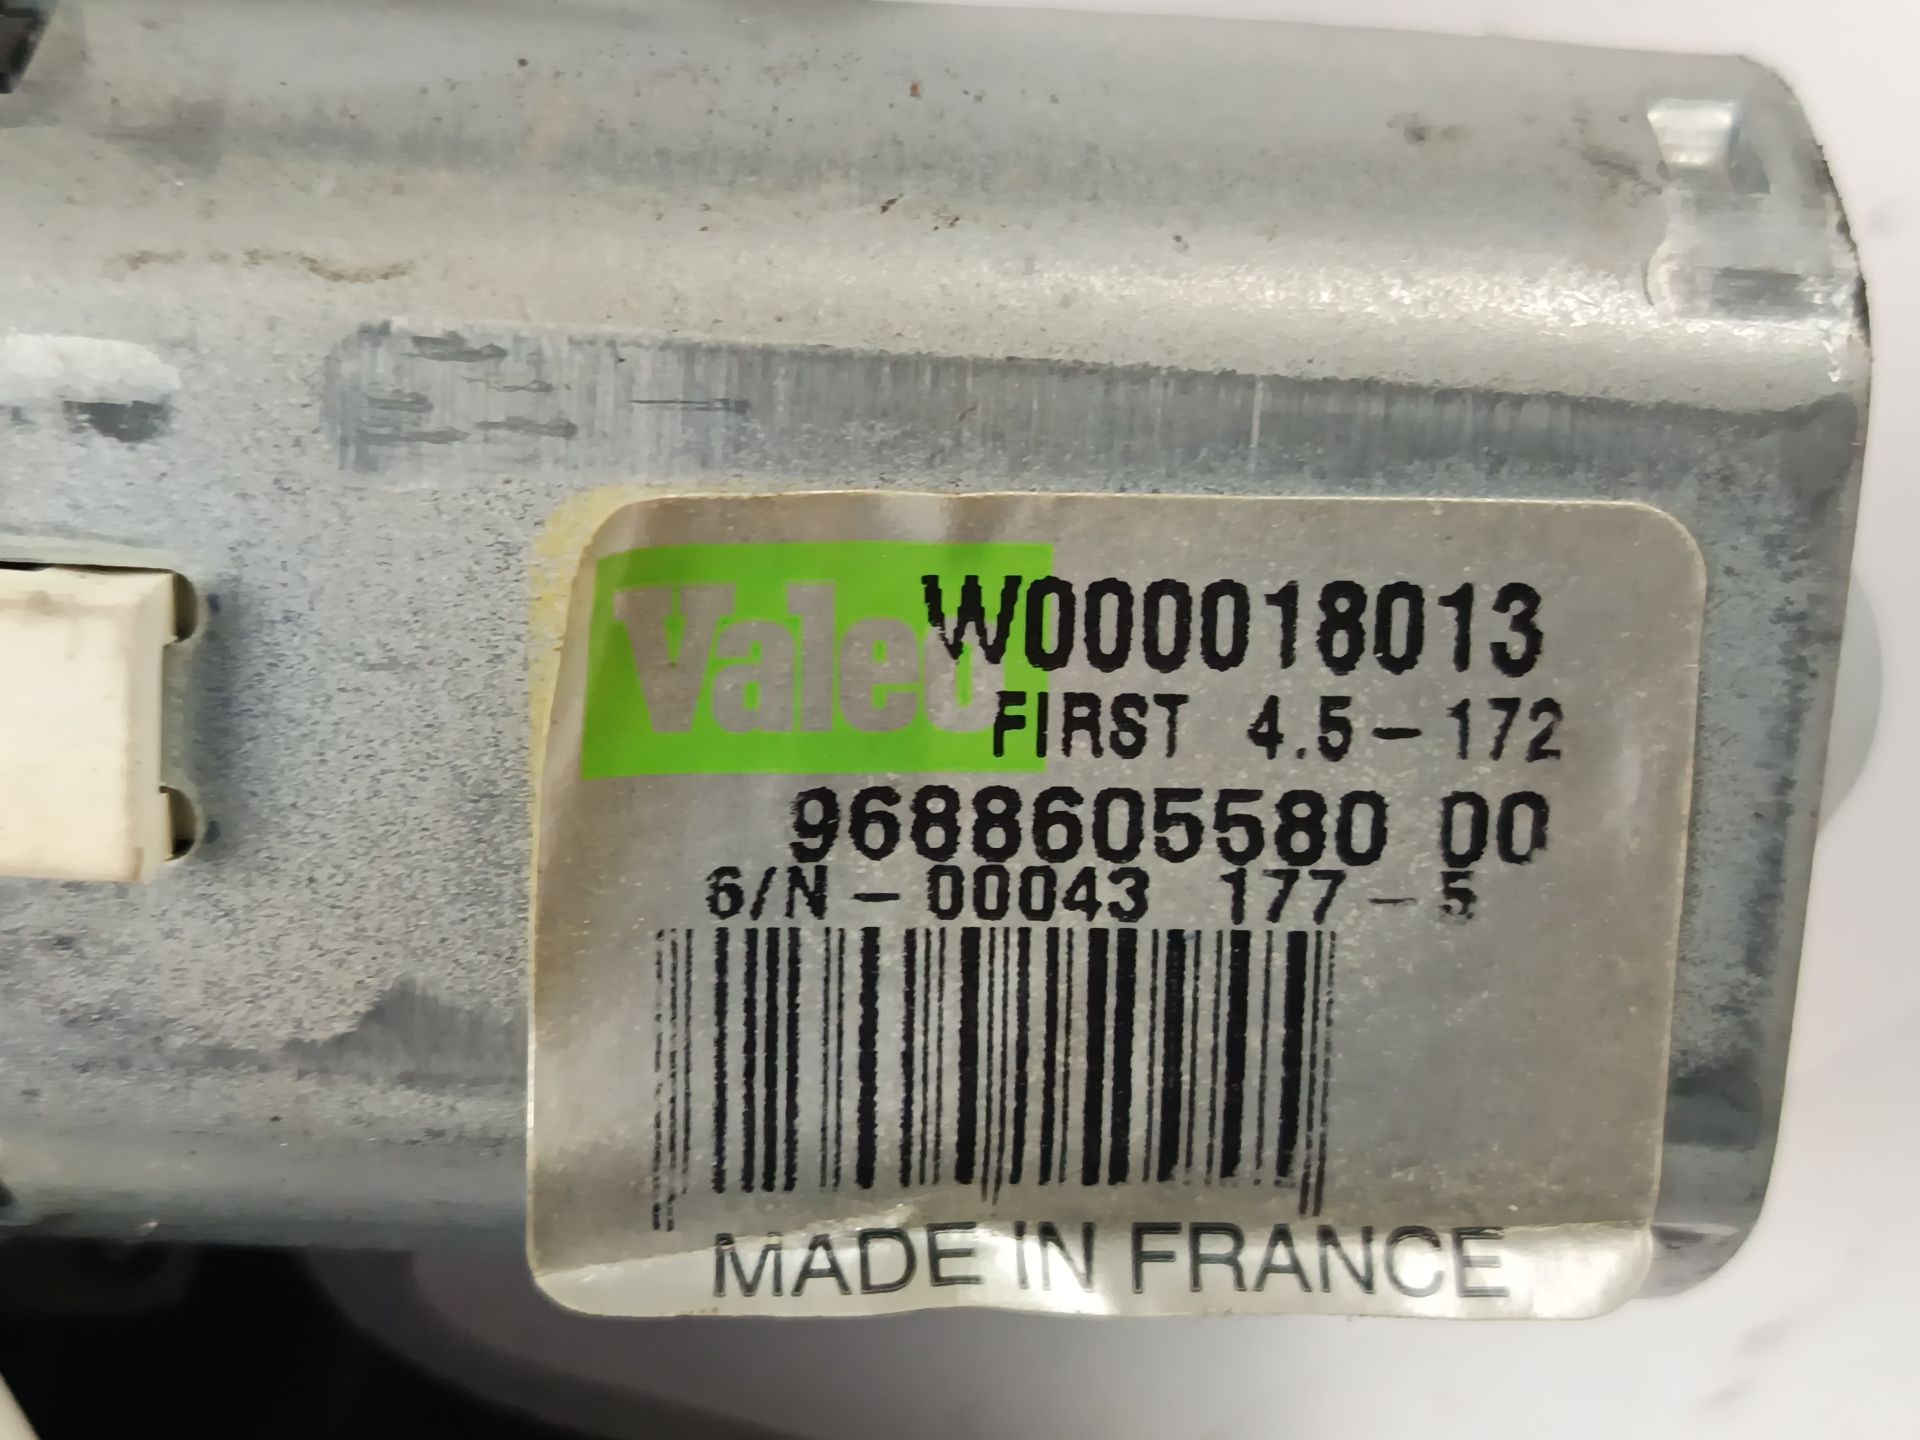 Valeo W000018013
FIRST 4.5-172
9688605580 00
6/N-00043 177-5
MADE IN FRANCE